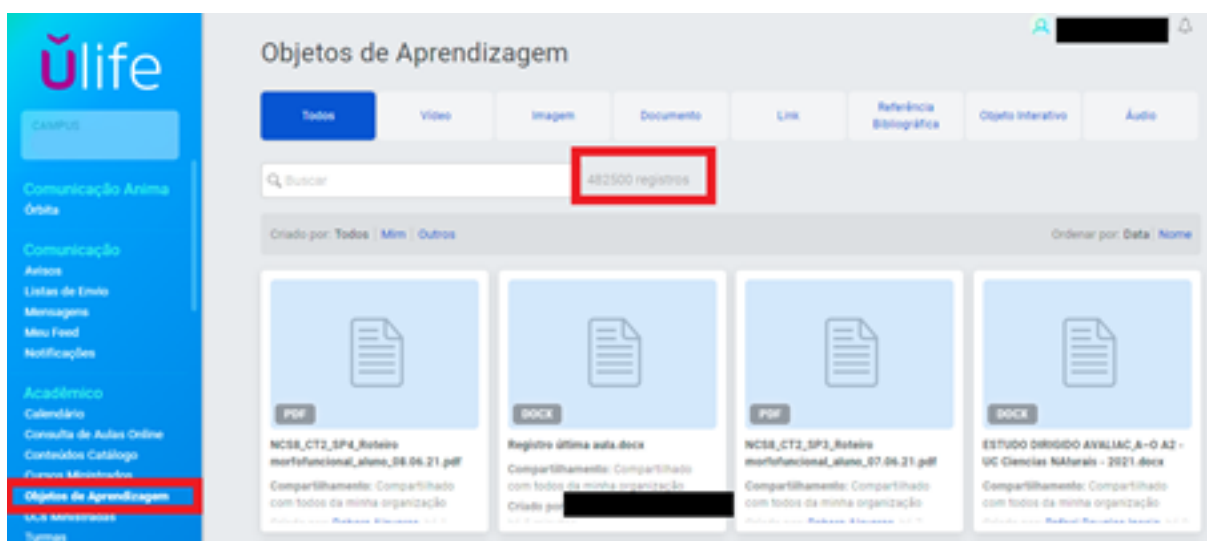 ŭlife
CAMPUS
Comunicação Anima
Órbita
Comunicação
Avisos
Listas de Envio
Mensagens
Meu Feed
Notificações
Acadêmico
Calendário
Consulta de Aulas Online
Conteúdos Catálogo
Cursos Ministrados
Objetos de Aprendizagem
UCs Ministradas
Turmas
Objetos de Aprendizagem
Todos
Vídeo
Imagem
Documento
Link
Referência
Bibliográfica
Objeto Interativo
Áudio
Buscar
482500 registros
Criado por: Todos | Mim | Outros
Ordenar por: Data | Nome
PDF
NCS8_CT2_SP4_Roteiro
morfofuncional_aluno_08.06.21.pdf
Compartilhamento: Compartilhado
com todos da minha organização
DOCX
Registro última aula.docx
Compartilhamento: Compartilhado
com todos da minha organização
Criado por
PDF
NCS8_CT2_SP3_Roteiro
morfofuncional_aluno_07.06.21.pdf
Compartilhamento: Compartilhado
com todos da minha organização
DOCX
ESTUDO DIRIGIDO AVALIAC_A~O A2 -
UC Ciencias NAturais - 2021.docx
Compartilhamento: Compartilhado
com todos da minha organização